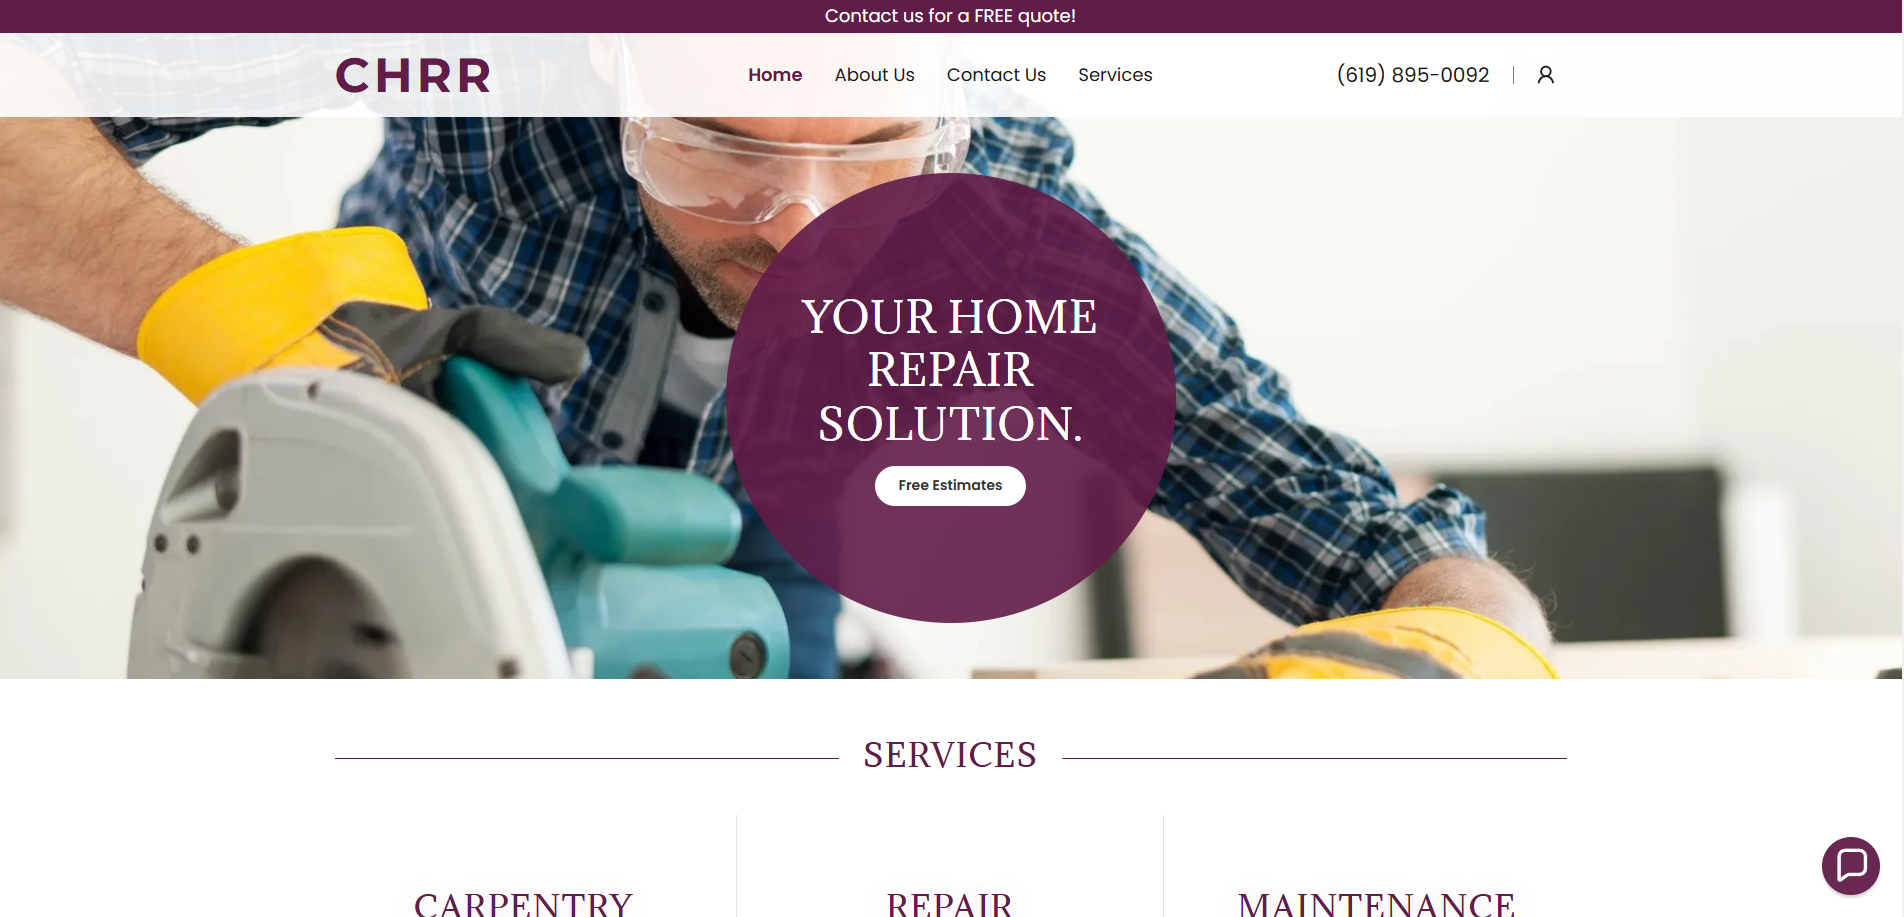 Contact us for a FREE quote!
CHRR
Home About Us Contact Us Services
(619) 895-0092
YOUR HOME
REPAIR
SOLUTION.
Free Estimates
SERVICES
CARPENTRY
REPAIR
MAINTENANCE